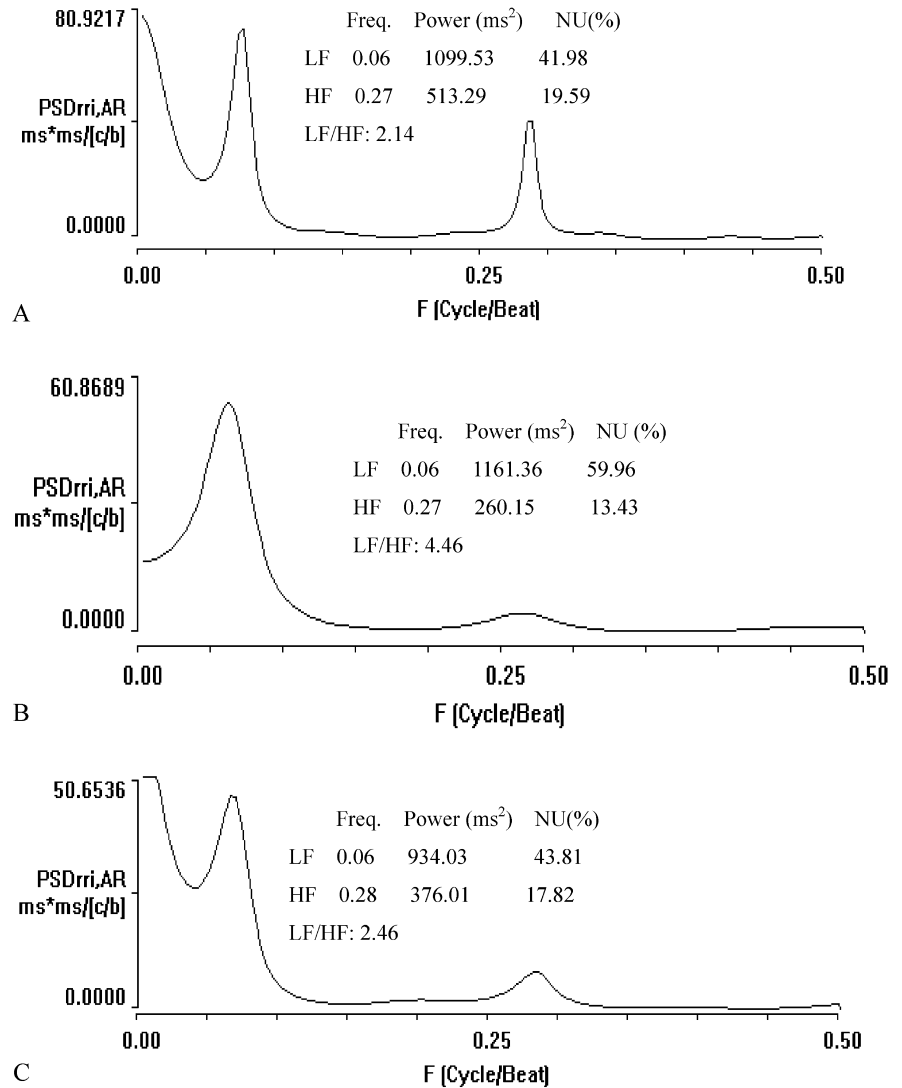 80.9217
Freq. Power (ms²) NU(%)
LF 0.06 1099.53 41.98
HF 0.27 513.29 19.59
LF/HF: 2.14
PSDrri,AR
ms*ms/[c/b]
0.0000
0.00 0.25 0.50
F (Cycle/Beat)
A
60.8689
Freq. Power (ms²) NU (%)
LF 0.06 1161.36 59.96
HF 0.27 260.15 13.43
LF/HF: 4.46
PSDrri,AR
ms*ms/[c/b]
0.0000
0.00 0.25 0.50
F (Cycle/Beat)
B
50.6536
Freq. Power (ms²) NU(%)
LF 0.06 934.03 43.81
HF 0.28 376.01 17.82
LF/HF: 2.46
PSDrri,AR
ms*ms/[c/b]
0.0000
0.00 0.25 0.50
F (Cycle/Beat)
C